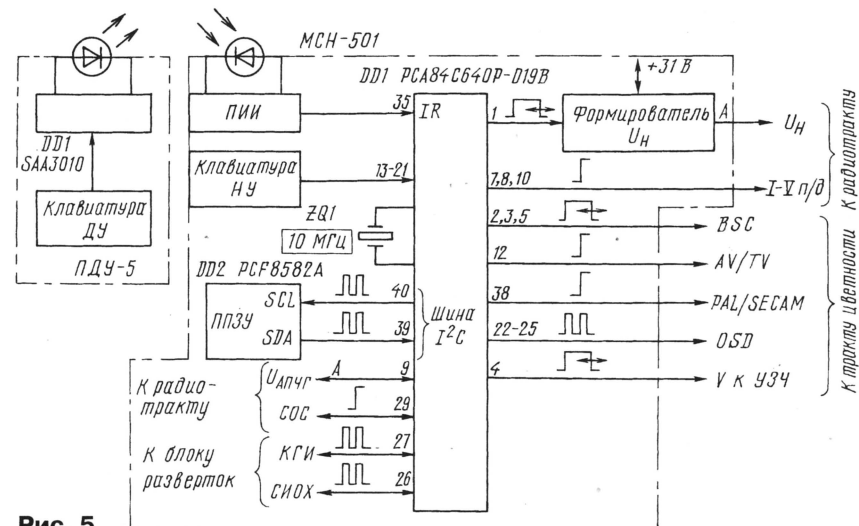 МСН-501
DD1 PCA84C640P-019В
+31 В
ПИИ
35
IR
1
Формирователь
Uн
А
Uн
К радиотракту
DD1
SAA3010
Клавиатура
НУ
13-21
7,8,10
I-V п/д
Клавиатура
ДУ
ПДУ-5
ZQ1
10 МГц
2,3,5
BSC
12
AV/TV
DD2 PCF8582A
ППЗУ
SCL
40
SDA
39
Шина
I²C
38
PAL/SECAM
22-25
OSD
К тракту цветности
К радио-
тракту
UАПЧГ
А
9
4
V к УЗЧ
СОС
29
К блоку
разверток
КГИ
27
СИОХ
26
Рис. 5